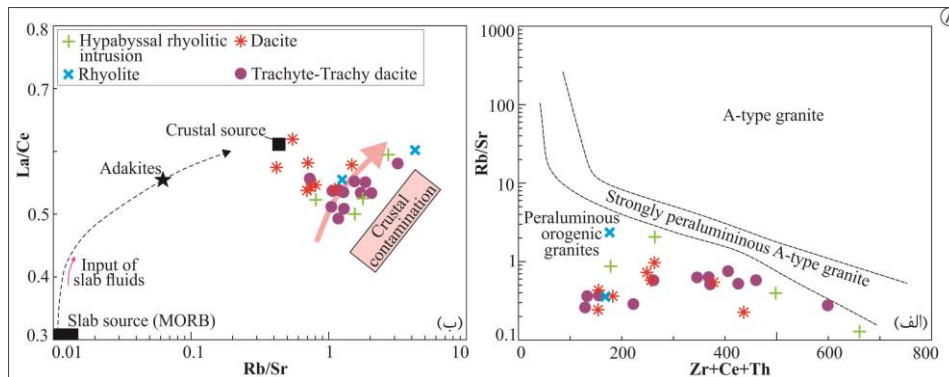 0.8
0.7
0.6
0.5
0.4
0.3
La/Ce
Hypabyssal rhyolitic
intrusion
Rhyolite
Dacite
Trachyte-Trachy dacite
Crustal source
Adakites
Input of
slab fluids
Slab source (MORB)
Crustal
contamination
(ب)
0.01
0.1
1
10
Rb/Sr
1000
100
10
1
0.1
Rb/Sr
A-type granite
Strongly peralumininous A-type granite
Peraluminous
orogenic
granites
(الف)
0
200
400
600
800
Zr+Ce+Th